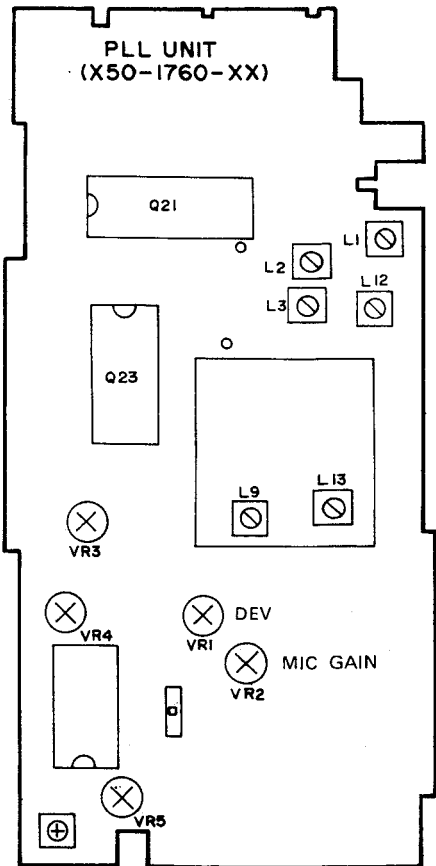 PLL UNIT
(X50-1760-XX)
Q21
L1
L2
L3
L12
Q23
L9
L13
VR3
VR4
VR1
DEV
VR2
MIC GAIN
VR5